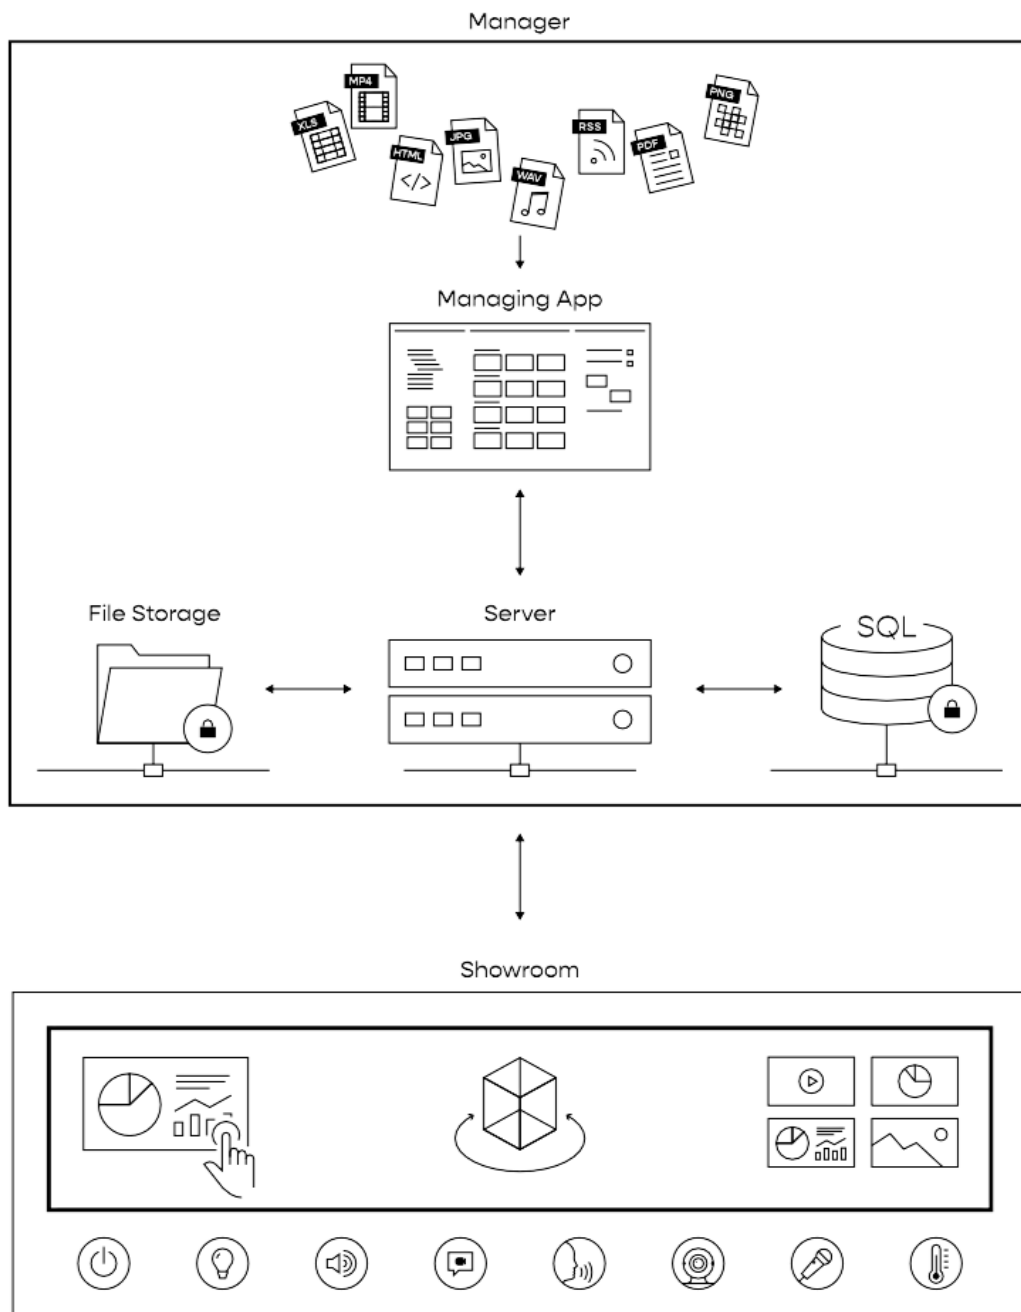 Manager
MP4
PNG
XLS
RSS
JPG
HTML
PDF
WAV
Managing App
File Storage
Server
SQL
Showroom